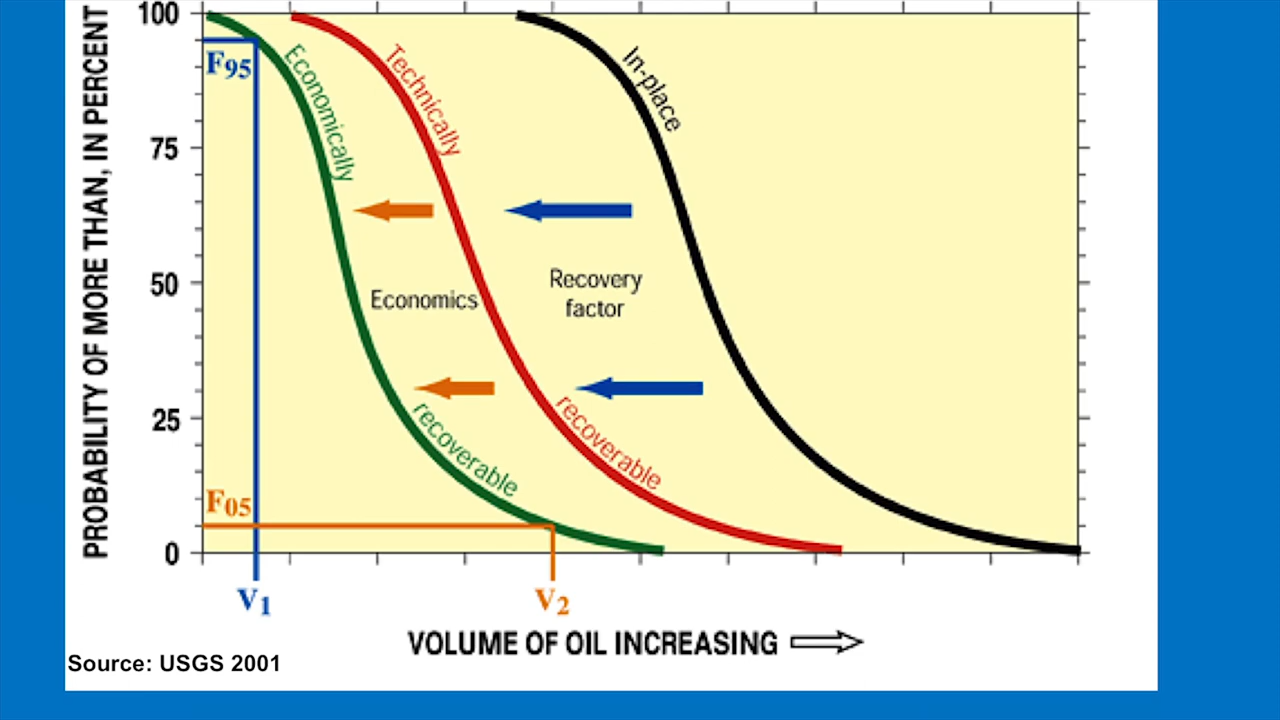 PROBABILITY OF MORE THAN, IN PERCENT
100
75
50
25
0
F95
F05
Economically
recoverable
Technically
recoverable
In-place
Economics
Recovery
factor
V1
V2
VOLUME OF OIL INCREASING
Source: USGS 2001